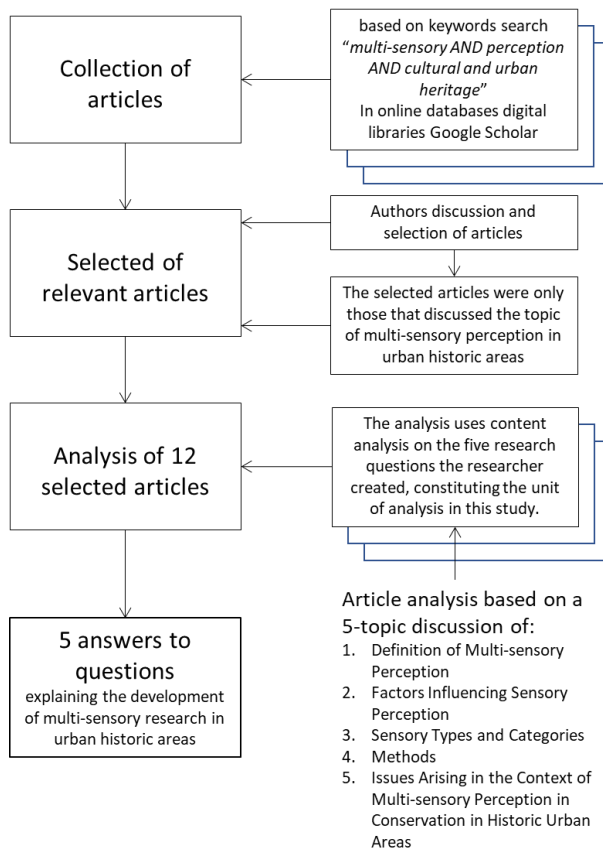 Collection of
articles
based on keywords search
“multi-sensory AND perception
AND cultural and urban
heritage”
In online databases digital
libraries Google Scholar
Selected of
relevant articles
Authors discussion and
selection of articles
The selected articles were only
those that discussed the topic
of multi-sensory perception in
urban historic areas
Analysis of 12
selected articles
The analysis uses content
analysis on the five research
questions the researcher
created, constituting the unit
of analysis in this study.
5 answers to
questions
explaining the development
of multi-sensory research in
urban historic areas
Article analysis based on a
5-topic discussion of:
1. Definition of Multi-sensory
Perception
2. Factors Influencing Sensory
Perception
3. Sensory Types and Categories
4. Methods
5. Issues Arising in the Context of
Multi-sensory Perception in
Conservation in Historic Urban
Areas